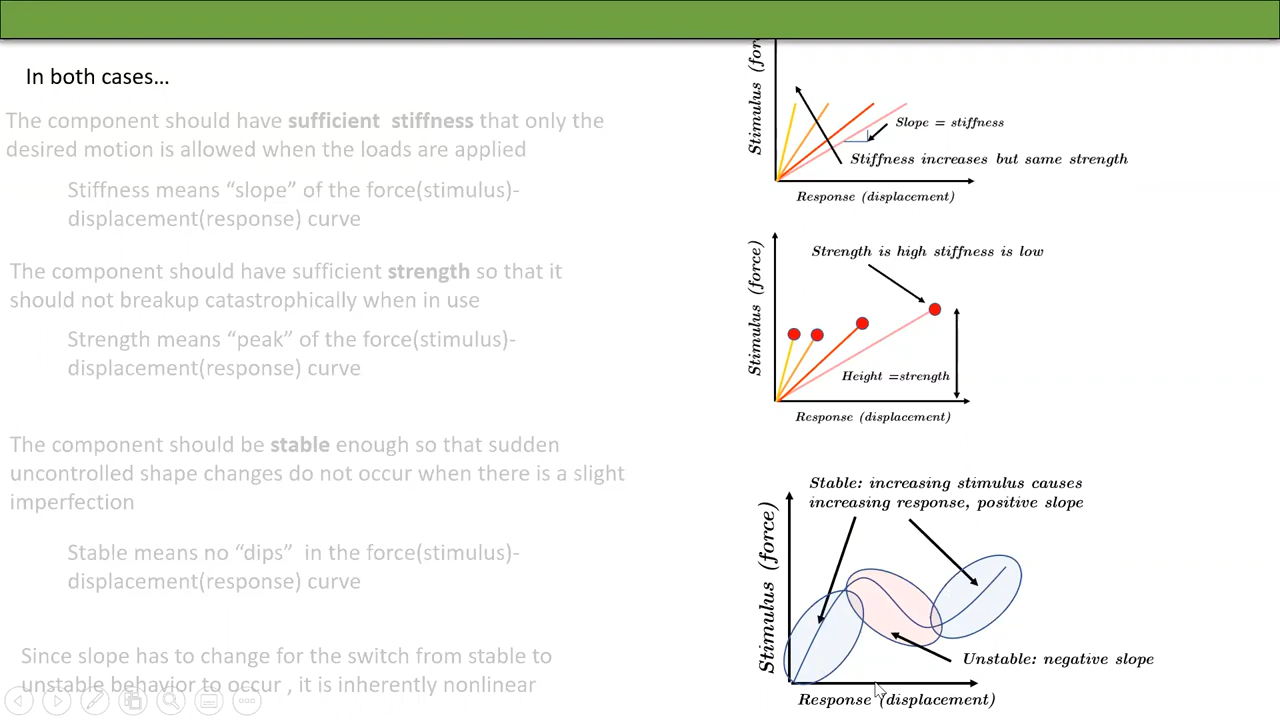 In both cases…
The component should have sufficient stiffness that only the
desired motion is allowed when the loads are applied
Stiffness means “slope” of the force(stimulus)-
displacement(response) curve
The component should have sufficient strength so that it
should not breakup catastrophically when in use
Strength means “peak” of the force(stimulus)-
displacement(response) curve
The component should be stable enough so that sudden
uncontrolled shape changes do not occur when there is a slight
imperfection
Stable means no “dips” in the force(stimulus)-
displacement(response) curve
Since slope has to change for the switch from stable to
unstable behavior to occur , it is inherently nonlinear
Stimulus (for
Slope = stiffness
Stiffness increases but same strength
Response (displacement)
Stimulus (force)
Strength is high stiffness is low
Height =strength
Response (displacement)
Stimulus (force)
Stable: increasing stimulus causes
increasing response, positive slope
Unstable: negative slope
Response (displacement)